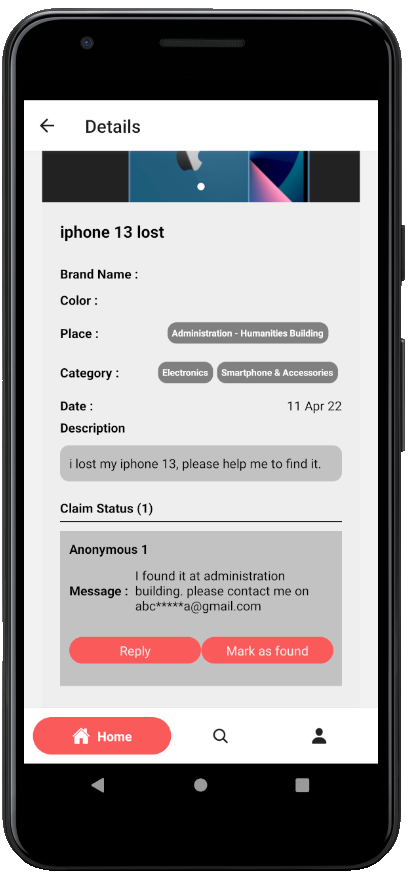 Details
iphone 13 lost
Brand Name :
Color :
Place : Administration - Humanities Building
Category : Electronics Smartphone & Accessories
Date : 11 Apr 22
Description
i lost my iphone 13, please help me to find it.
Claim Status (1)
Anonymous 1
Message : I found it at administration
building. please contact me on
abc*****a@gmail.com
Reply Mark as found
Home